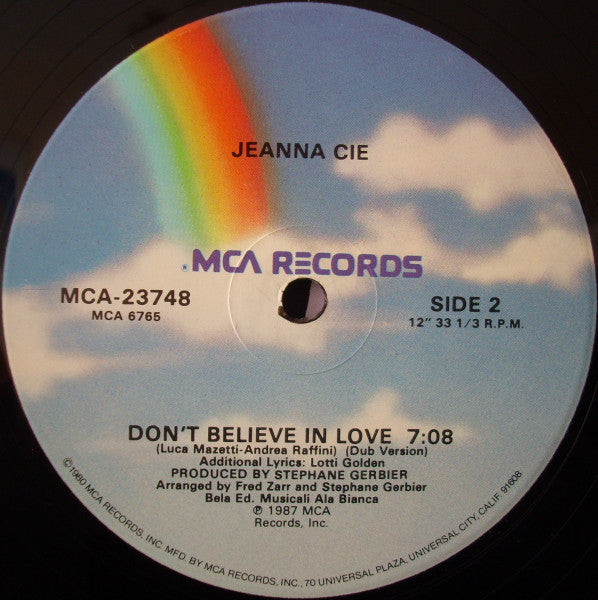 JEANNA CIE
® MCA RECORDS
MCA-23748
MCA 6765
SIDE 2
12" 33 1/3 R.P.M.
DON'T BELIEVE IN LOVE 7:08
(Luca Mazetti-Andrea Raffini) (Dub Version)
Additional Lyrics: Lotti Golden
PRODUCED BY STEPHANE GERBIER
Arranged by Fred Zarr and Stephane Gerbier
Bela Ed. Musicali Ala Bianca
℗ 1987 MCA
Records, Inc.
©1980 MCA RECORDS, INC. MFD. BY MCA RECORDS, INC., 70 UNIVERSAL PLAZA, UNIVERSAL CITY, CALIF. 91608